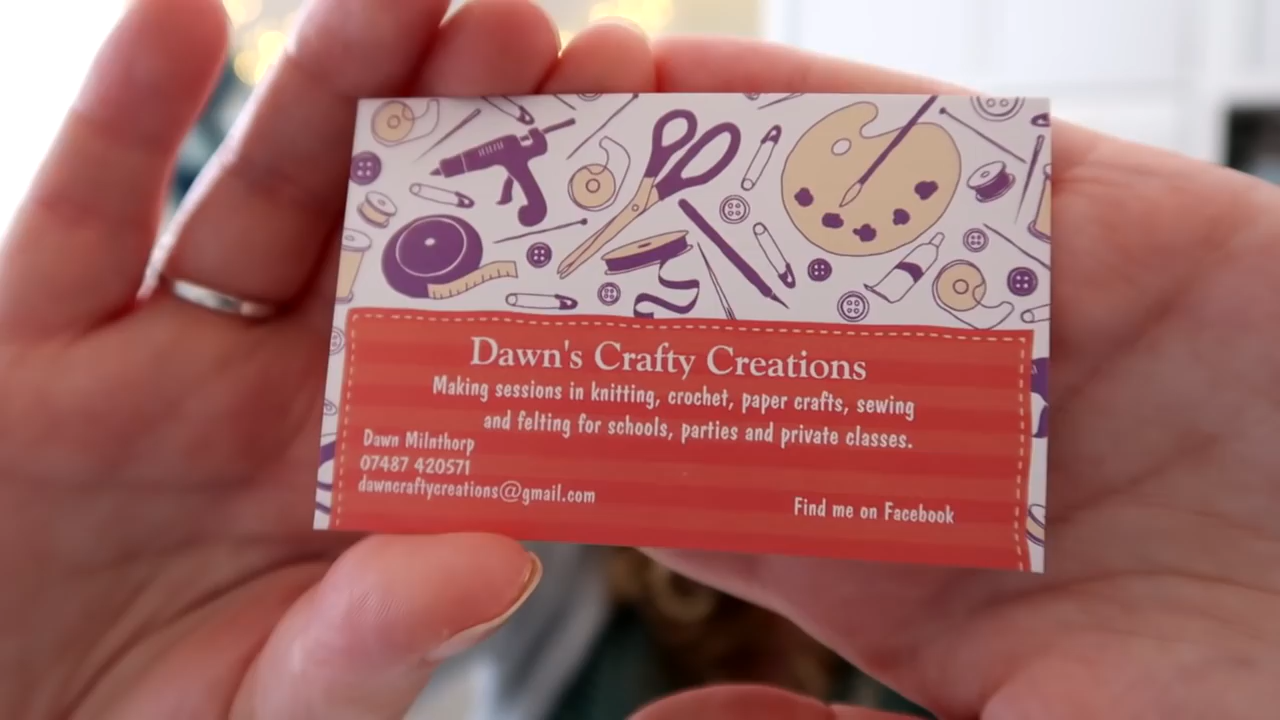 Dawn's Crafty Creations
Making sessions in knitting, crochet, paper crafts, sewing
and felting for schools, parties and private classes.
Dawn Milnthorp
07487 420571
dawncraftycreations@gmail.com
Find me on Facebook